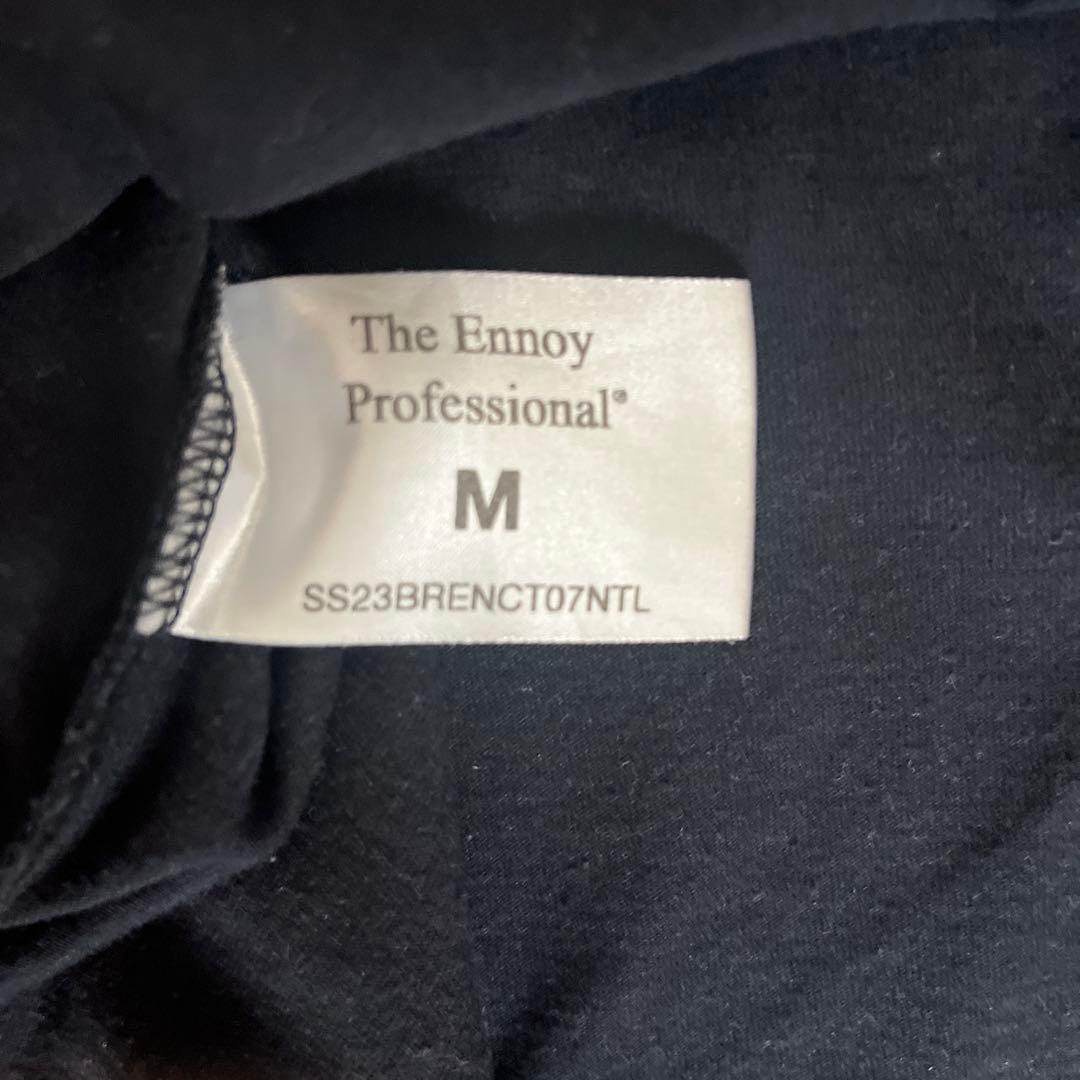 The Ennoy
Professional®
M
SS23BRENCT07NTL